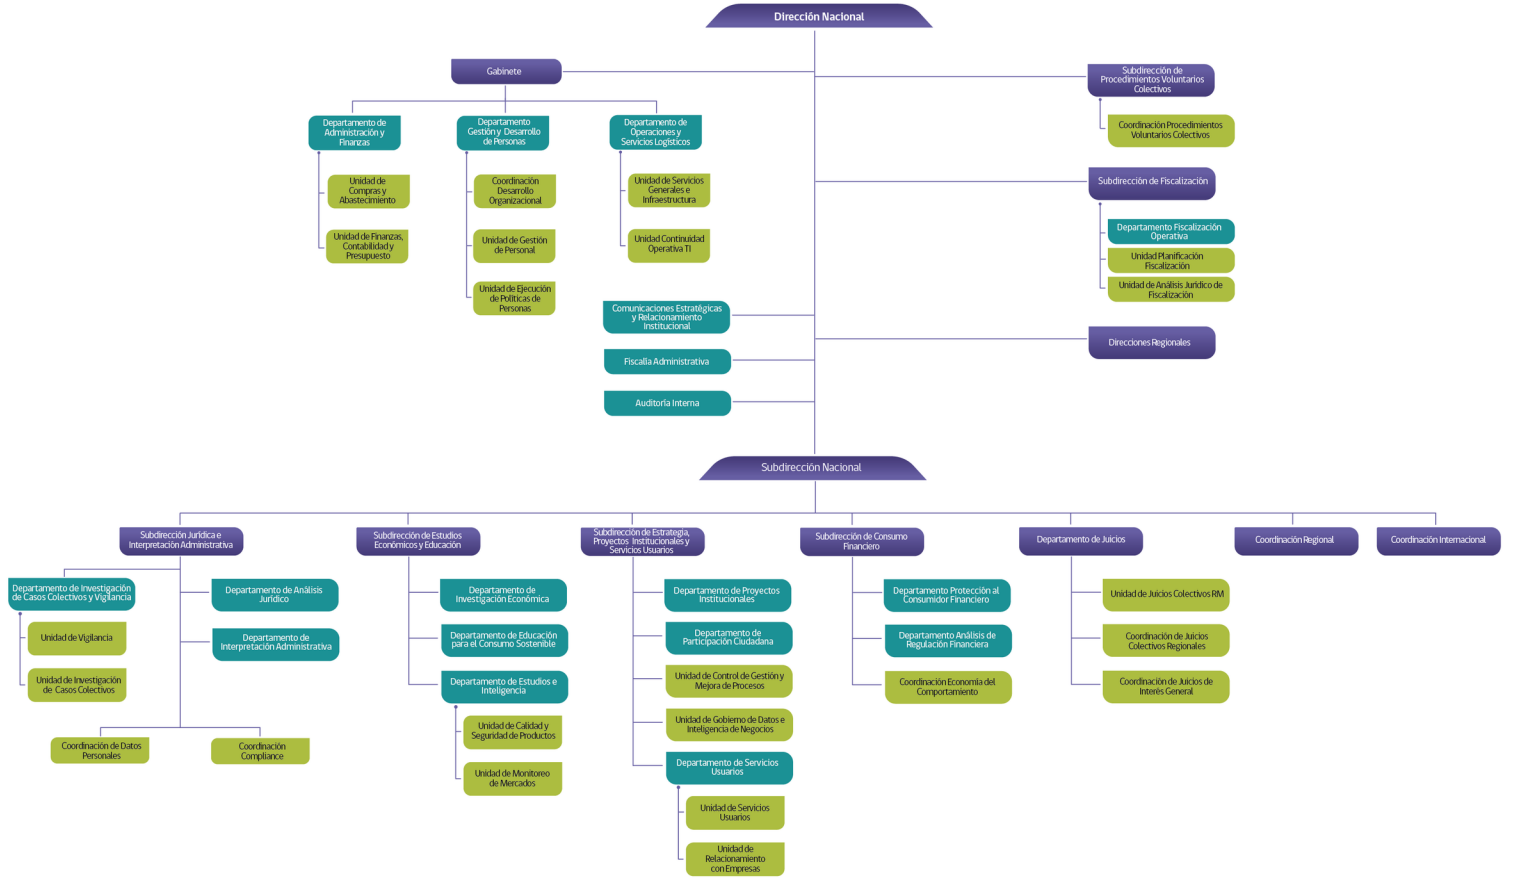 Dirección Nacional
Gabinete
Departamento de
Administración y
Finanzas
Unidad de
Compras y
Abastecimiento
Unidad de Finanzas,
Contabilidad y
Presupuesto
Departamento
Gestión y Desarrollo
de Personas
Coordinación
Desarrollo
Organizacional
Unidad de Gestión
de Personal
Unidad de Ejecución
de Políticas de
Personas
Departamento de
Operaciones y
Servicios Logísticos
Unidad de Servicios
Generales e
Infraestructura
Unidad Continuidad
Operativa TI
Subdirección de
Procedimientos Voluntarios
Colectivos
Coordinación Procedimientos
Voluntarios Colectivos
Subdirección de Fiscalización
Departamento Fiscalización
Operativa
Unidad Planificación
Fiscalización
Unidad de Análisis Jurídico de
Fiscalización
Comunicaciones Estratégicas
y Relacionamiento
Institucional
Fiscalía Administrativa
Auditoría Interna
Direcciones Regionales
Subdirección Nacional
Subdirección Jurídica e
Interpretación Administrativa
Departamento de Investigación
de Casos Colectivos y Vigilancia
Unidad de Vigilancia
Unidad de Investigación
de Casos Colectivos
Departamento de Análisis
Jurídico
Departamento de
Interpretación Administrativa
Coordinación de Datos
Personales
Coordinación
Compliance
Subdirección de Estudios
Económicos y Educación
Departamento de
Investigación Económica
Departamento de Educación
para el Consumo Sostenible
Departamento de Estudios e
Inteligencia
Unidad de Calidad y
Seguridad de Productos
Unidad de Monitoreo
de Mercados
Subdirección de Estrategia,
Proyectos Institucionales y
Servicios Usuarios
Departamento de Proyectos
Institucionales
Departamento de
Participación Ciudadana
Unidad de Control de Gestión y
Mejora de Procesos
Unidad de Gobierno de Datos e
Inteligencia de Negocios
Departamento de Servicios
Usuarios
Unidad de Servicios
Usuarios
Unidad de
Relacionamiento
con Empresas
Subdirección de Consumo
Financiero
Departamento Protección al
Consumidor Financiero
Departamento Análisis de
Regulación Financiera
Coordinación Economía del
Comportamiento
Departamento de Juicios
Unidad de Juicios Colectivos RM
Coordinación de Juicios
Colectivos Regionales
Coordinación de Juicios de
Interés General
Coordinación Regional
Coordinación Internacional